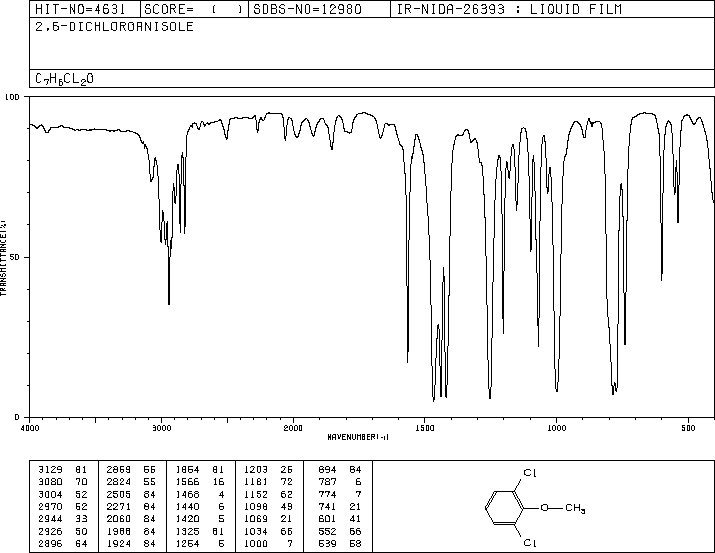 HIT-NO=4631 SCORE= ( ) SDBS-NO=12980 IR-NIDA-26393 : LIQUID FILM
2,6-DICHLOROANISOLE
C7H6CL2O
100
50
0
TRANSMITTANCE(%)
4000 3000 2000 1500 1000 500
WAVENUMBER(-1)
3129 81 2869 55 1854 81 1203 25 894 84
3080 70 2824 55 1566 16 1181 72 787 6
3004 52 2505 84 1468 4 1152 62 774 7
2970 52 2271 84 1440 6 1098 49 741 21
2944 33 2060 84 1420 5 1069 21 601 41
2926 50 1988 84 1325 81 1034 66 552 66
2896 64 1924 84 1254 5 1000 7 539 58
Cl
O—CH3
Cl